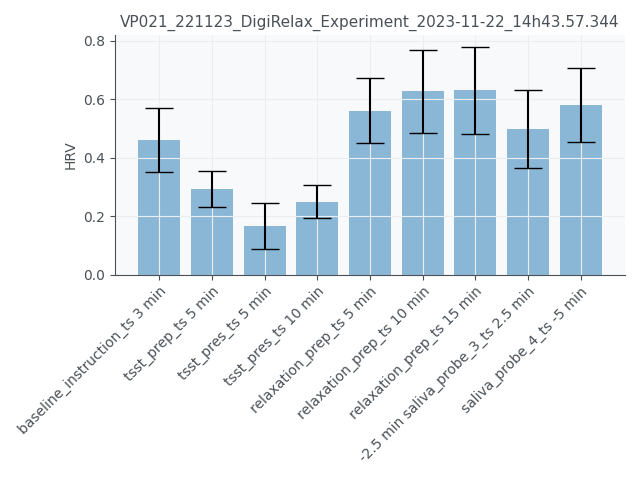 VP021_221123_DigiRelax_Experiment_2023-11-22_14h43.57.344
HRV
0.8
0.6
0.4
0.2
0.0
baseline_instruction_ts 3 min
tsst_prep_ts 5 min
tsst_pres_ts 5 min
tsst_pres_ts 10 min
relaxation_prep_ts 5 min
relaxation_prep_ts 10 min
relaxation_prep_ts 15 min
-2.5 min saliva_probe_3_ts 2.5 min
saliva_probe_4_ts -5 min